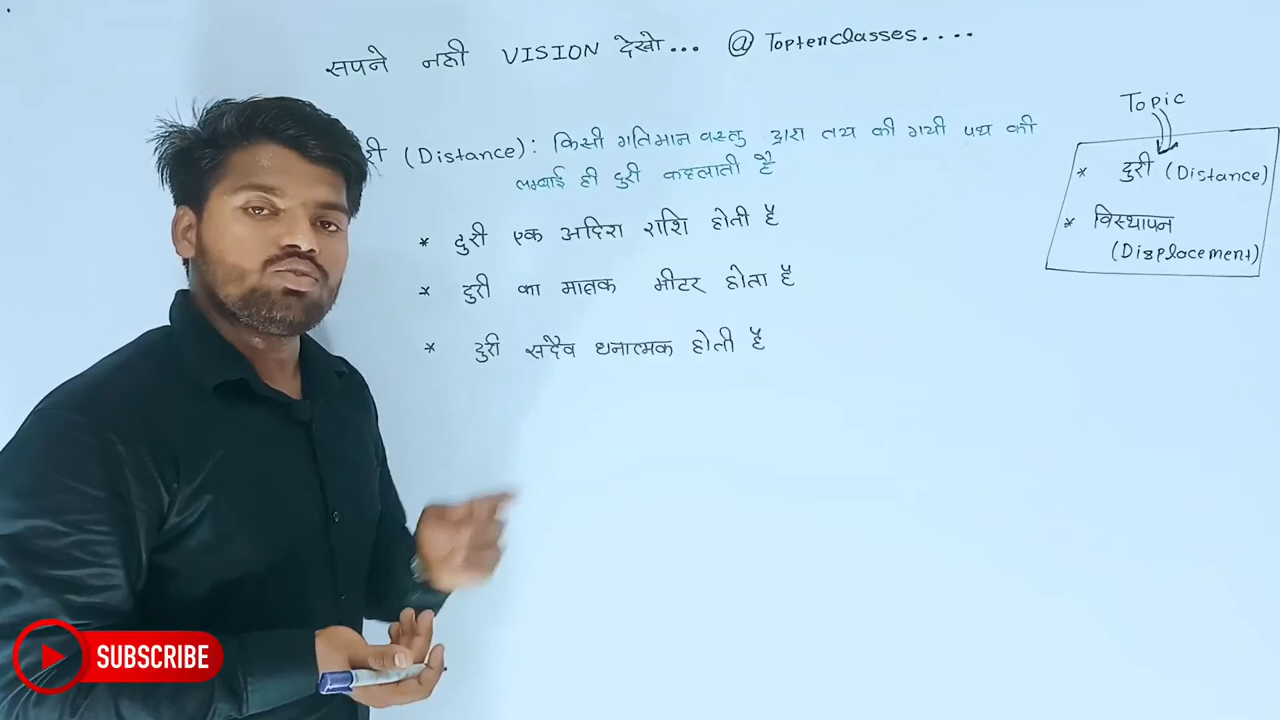 सपने नही VISION देखो... @ Toptenclasses....
री (Distance): किसी गतिमान वस्तु द्वारा तय की गयी पथ की
लम्बाई ही दुरी कहलाती है
* दुरी एक अदिश राशि होती है
* दुरी का मात्रक मीटर होता है
* दुरी सदैव धनात्मक होती है
Topic
* दुरी (Distance)
* विस्थापन
(Displacement)
SUBSCRIBE